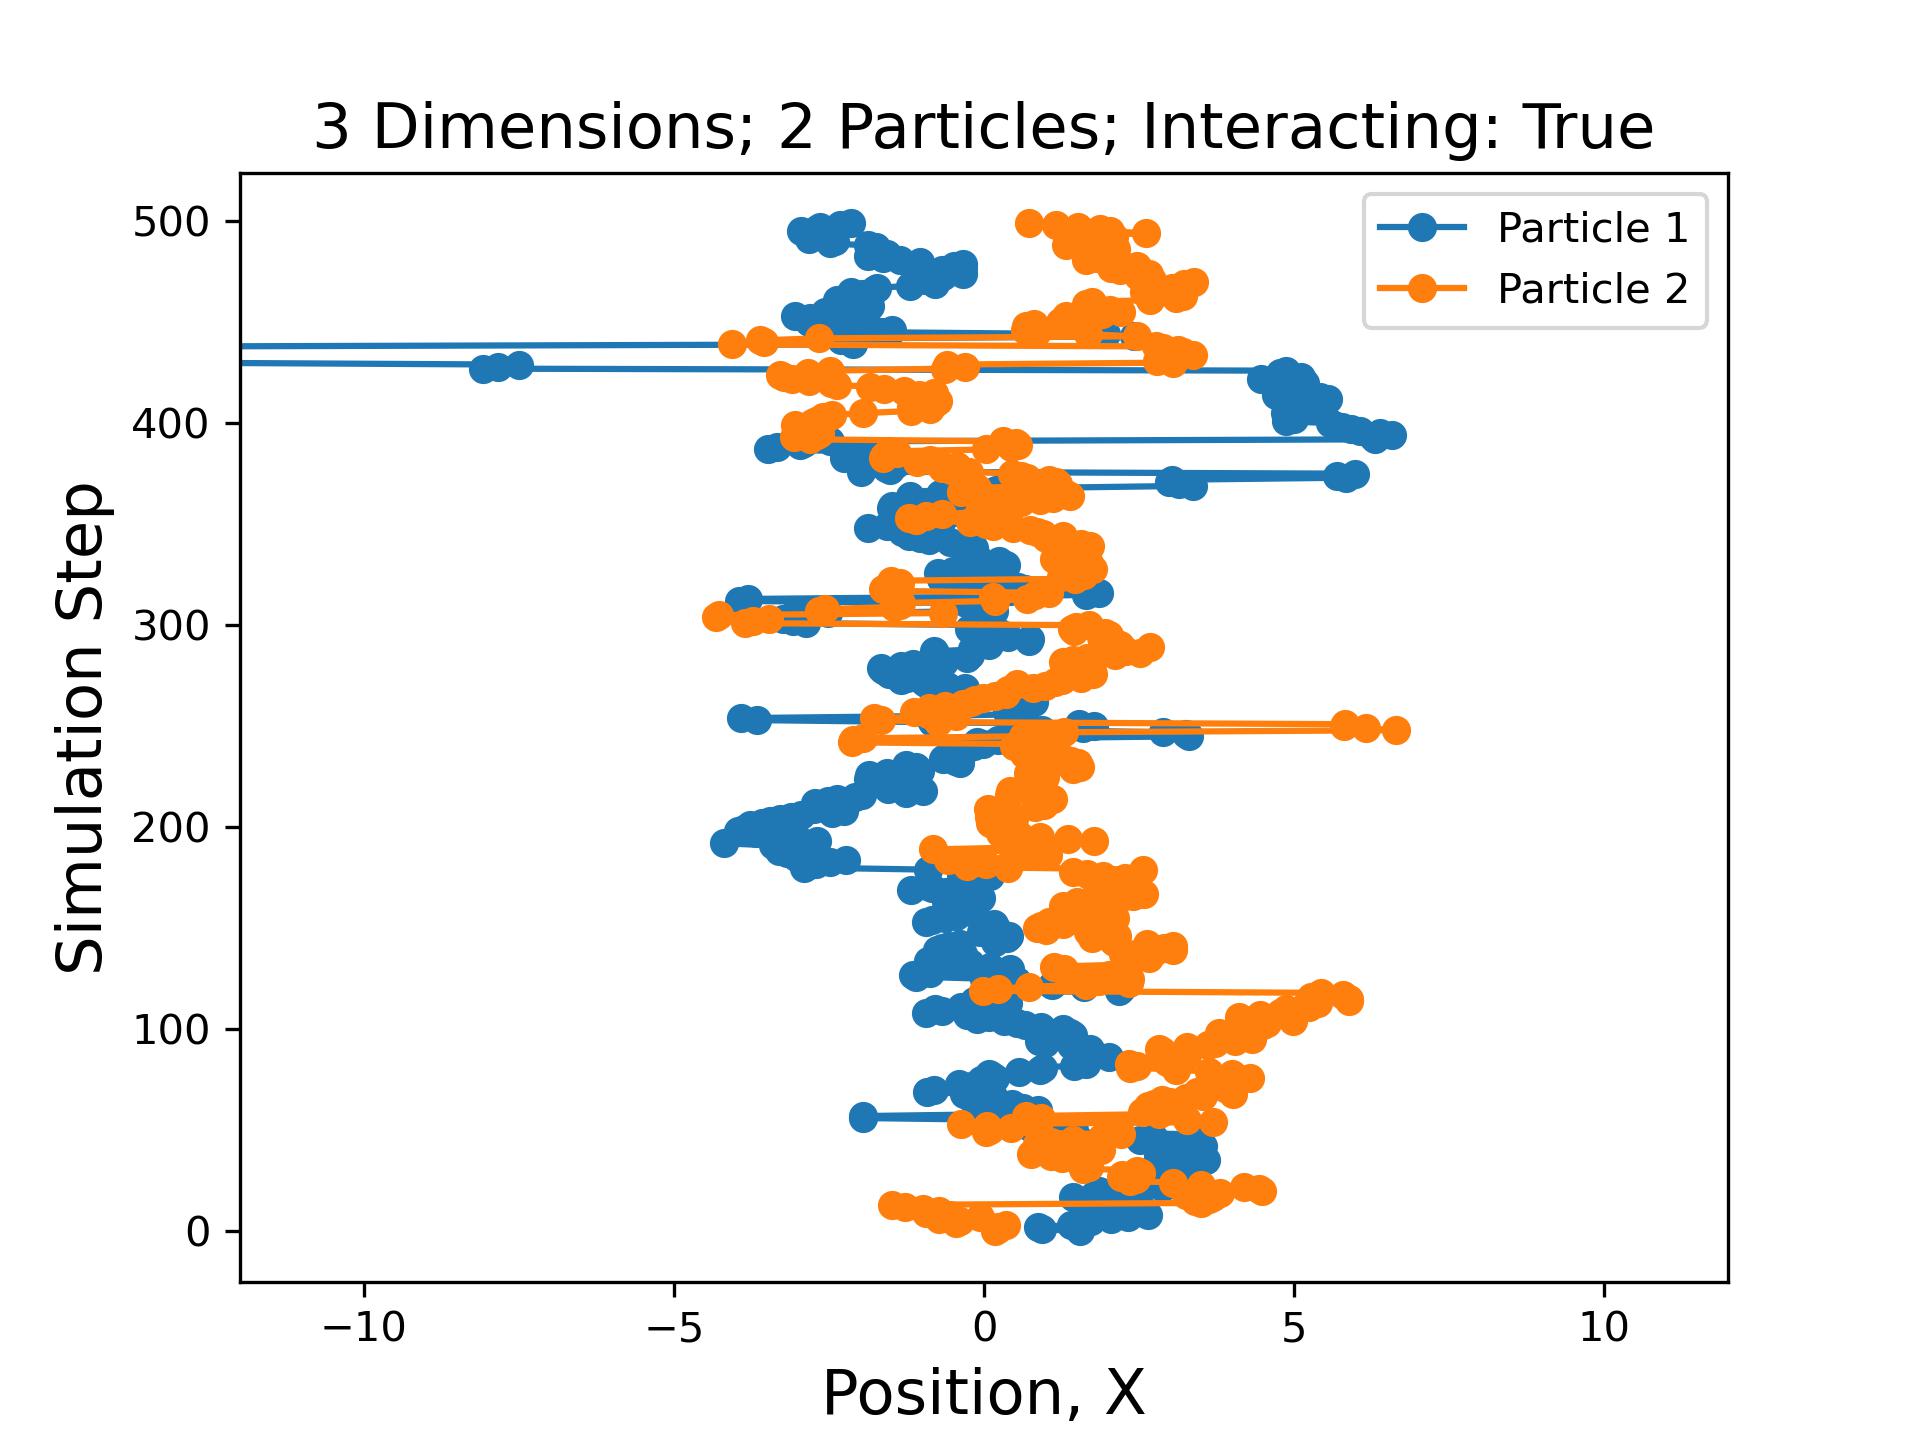 3 Dimensions; 2 Particles; Interacting: True
Particle 1
Particle 2
Simulation Step
500
400
300
200
100
0
−10
−5
0
5
10
Position, X